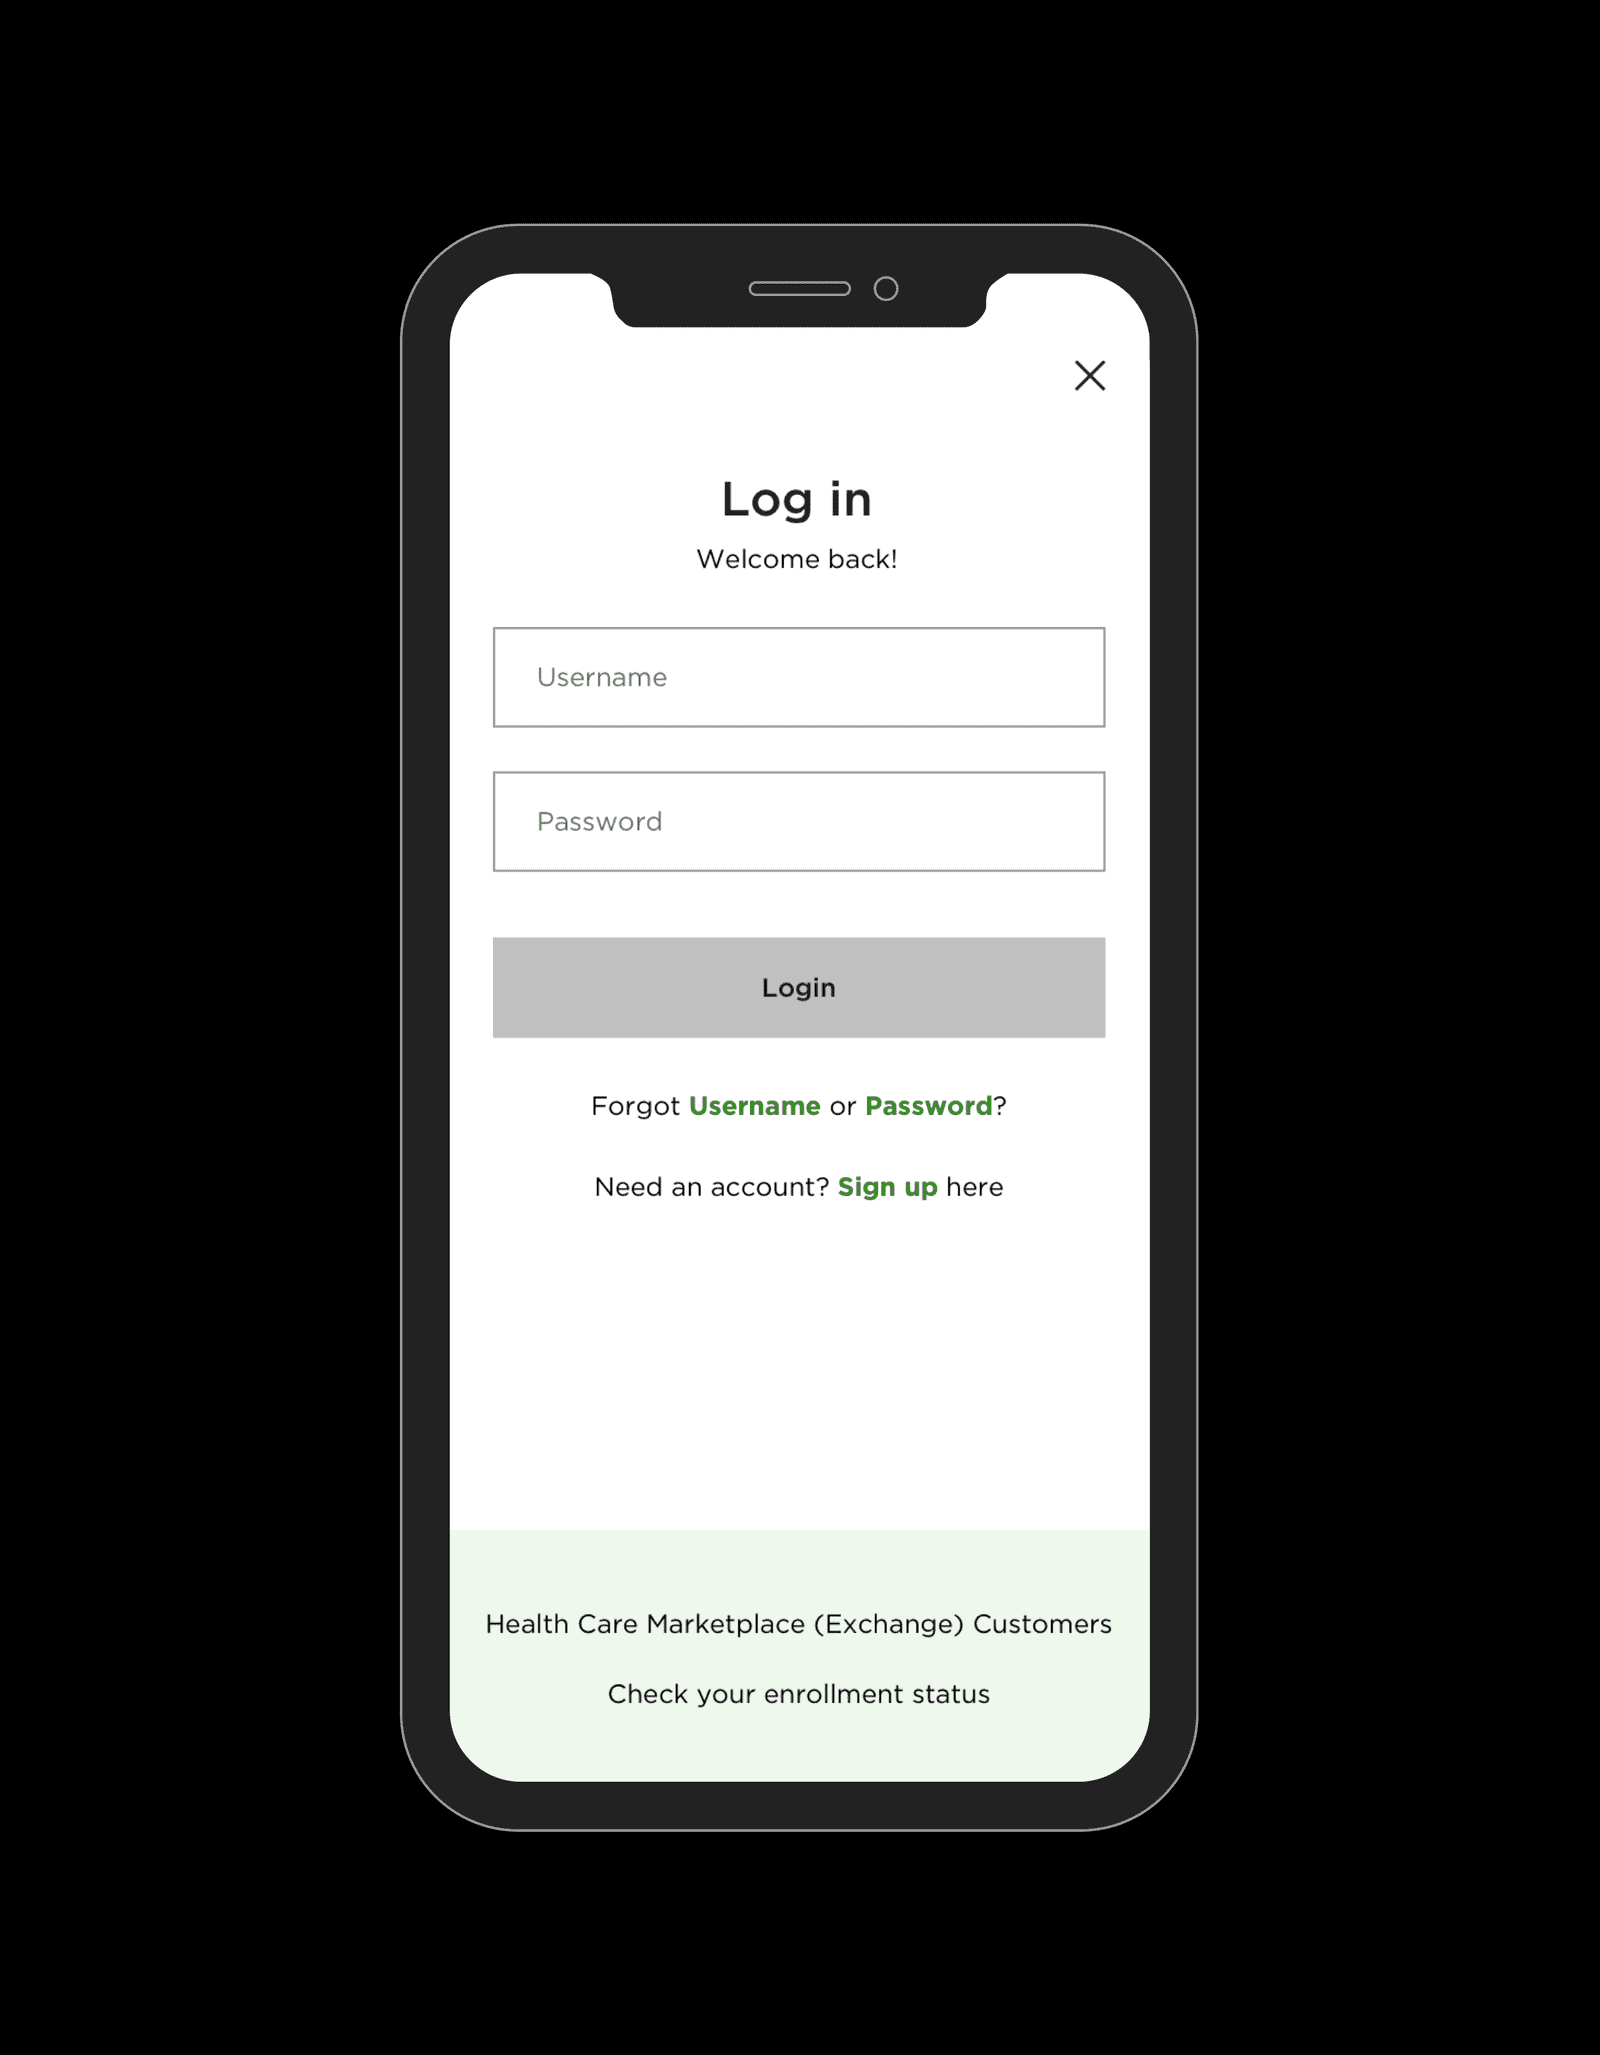 Log in
Welcome back!
Username
Password
Login
Forgot Username or Password?
Need an account? Sign up here
Health Care Marketplace (Exchange) Customers
Check your enrollment status